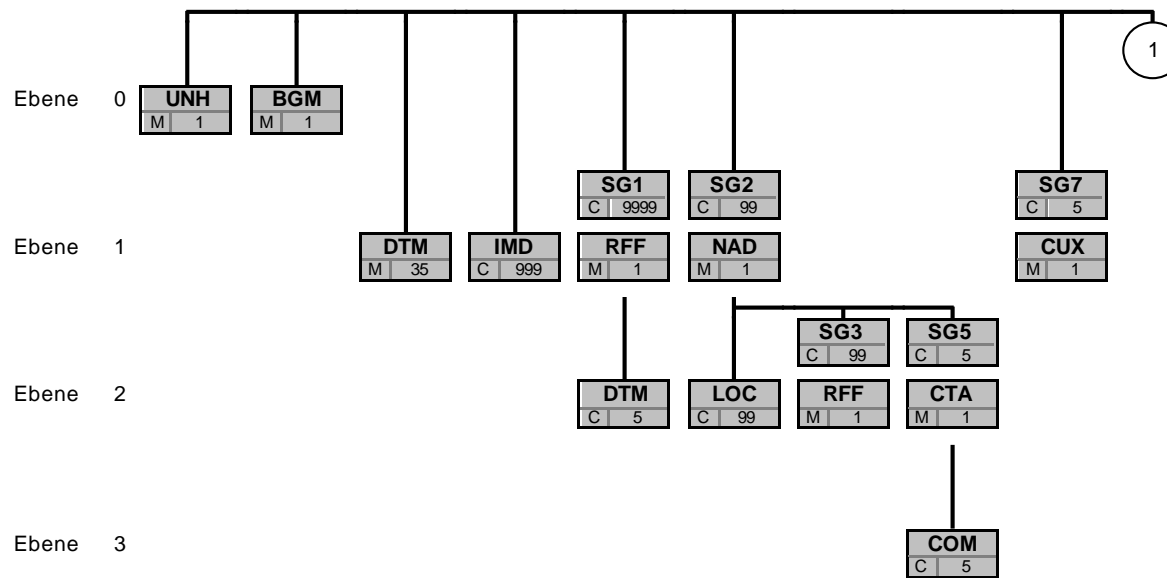 1
Ebene 0
UNH
M 1
BGM
M 1
SG1
C 9999
SG2
C 99
SG7
C 5
Ebene 1
DTM
M 35
IMD
C 999
RFF
M 1
NAD
M 1
CUX
M 1
SG3
C 99
SG5
C 5
Ebene 2
DTM
C 5
LOC
C 99
RFF
M 1
CTA
M 1
Ebene 3
COM
C 5